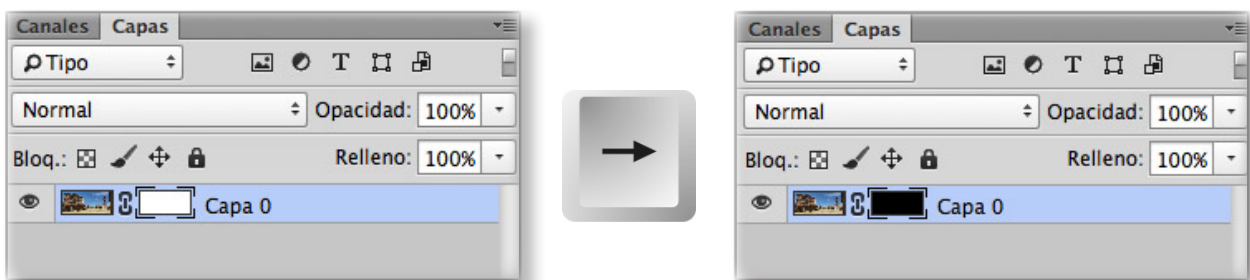 Canales Capas
Tipo
Normal Opacidad: 100%
Bloq.: Relleno: 100%
Capa 0
Canales Capas
Tipo
Normal Opacidad: 100%
Bloq.: Relleno: 100%
Capa 0